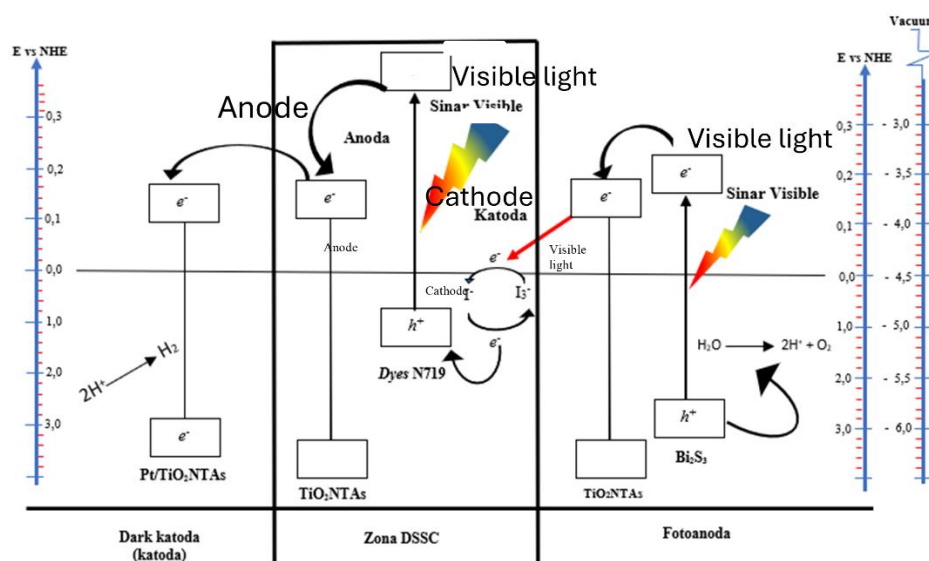 Vacuum
E vs NHE
E vs NHE
Visible light
Sinar Visible
Anode
Anoda
Visible light
Sinar Visible
Cathode
Katoda
0,3
0,2
0,1
0,0
1,0
2,0
3,0
e-
e-
e-
e-
Anode
Visible
light
e-
Cathode
I-
I3-
h+
e-
Dyes N719
2H+
H2
e-
Pt/TiO2NTAs
TiO2NTAs
TiO2NTAs
H2O
2H+ + O2
h+
Bi2S3
0,3
0,2
0,1
0,0
1,0
2,0
3,0
- 3,0
- 3,5
- 4,0
- 4,5
- 5,0
- 5,5
- 6,0
Dark katoda
(katoda)
Zona DSSC
Fotoanoda